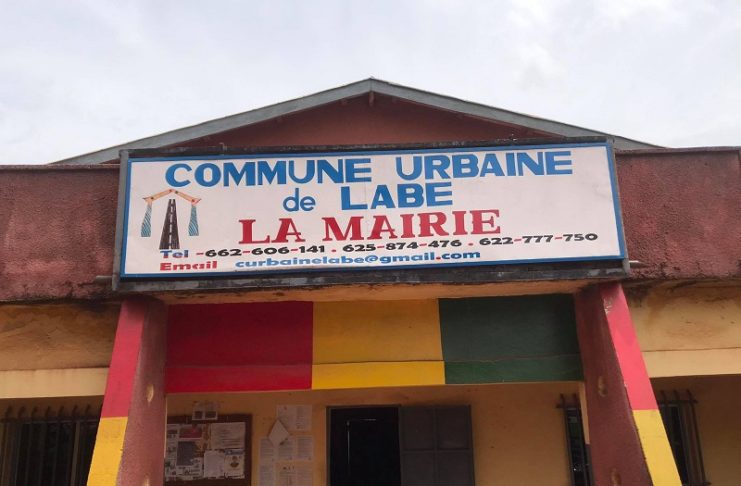 COMMUNE URBAINE
de LABE
LA MAIRIE
Tel -662-606-141 . 625-874-476 . 622-777-750
Email curbainelabe@gmail.com